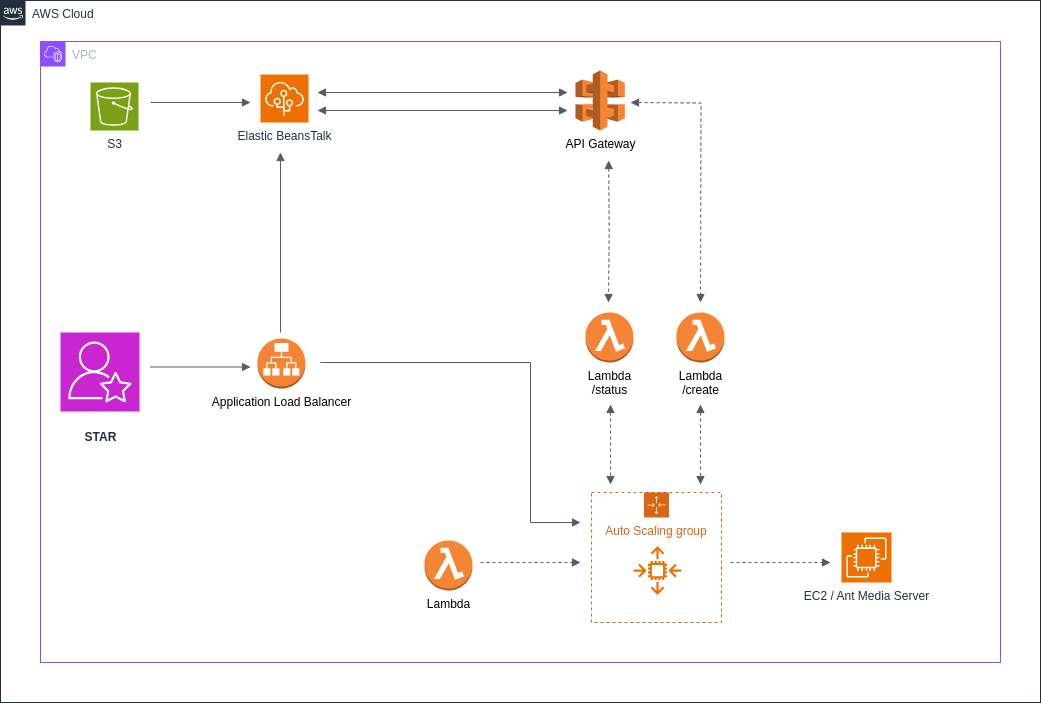 aws
AWS Cloud
VPC
S3
Elastic BeansTalk
API Gateway
Lambda
/status
Lambda
/create
Application Load Balancer
STAR
Auto Scaling group
Lambda
EC2 / Ant Media Server